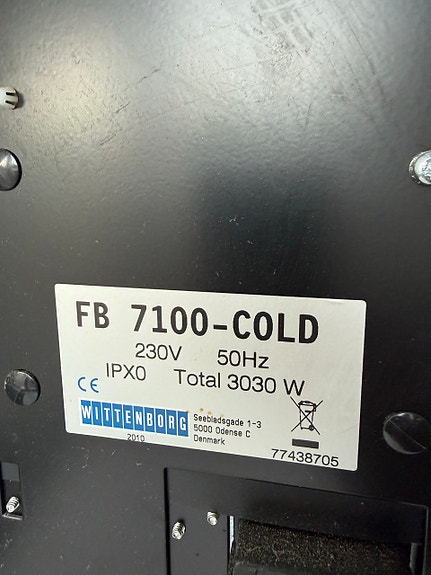 FB 7100-COLD
230V 50Hz
IPX0 Total 3030 W
CE
WITTENBORG
2010
Seebladsgade 1-3
5000 Odense C
Denmark
77438705